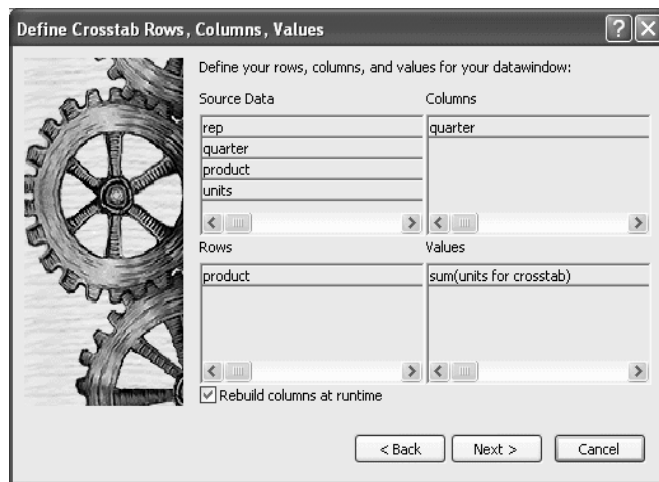 Define Crosstab Rows, Columns, Values
Define your rows, columns, and values for your datawindow:
Source Data
Columns
rep
quarter
product
units
quarter
Rows
Values
product
sum(units for crosstab)
Rebuild columns at runtime
< Back
Next >
Cancel